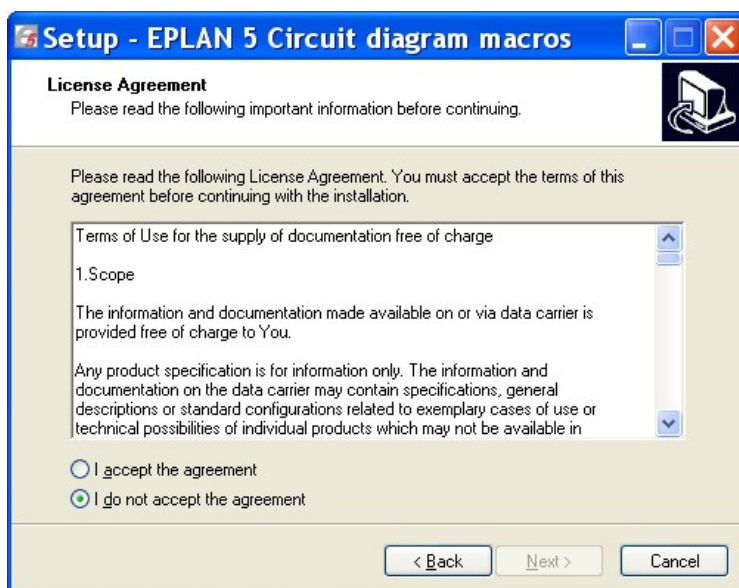 Setup - EPLAN 5 Circuit diagram macros
License Agreement
Please read the following important information before continuing.
Please read the following License Agreement. You must accept the terms of this
agreement before continuing with the installation.
Terms of Use for the supply of documentation free of charge
1.Scope
The information and documentation made available on or via data carrier is
provided free of charge to You.
Any product specification is for information only. The information and
documentation on the data carrier may contain specifications, general
descriptions or standard configurations related to exemplary cases of use or
technical possibilities of individual products which may not be available in
I accept the agreement
I do not accept the agreement
< Back Next > Cancel